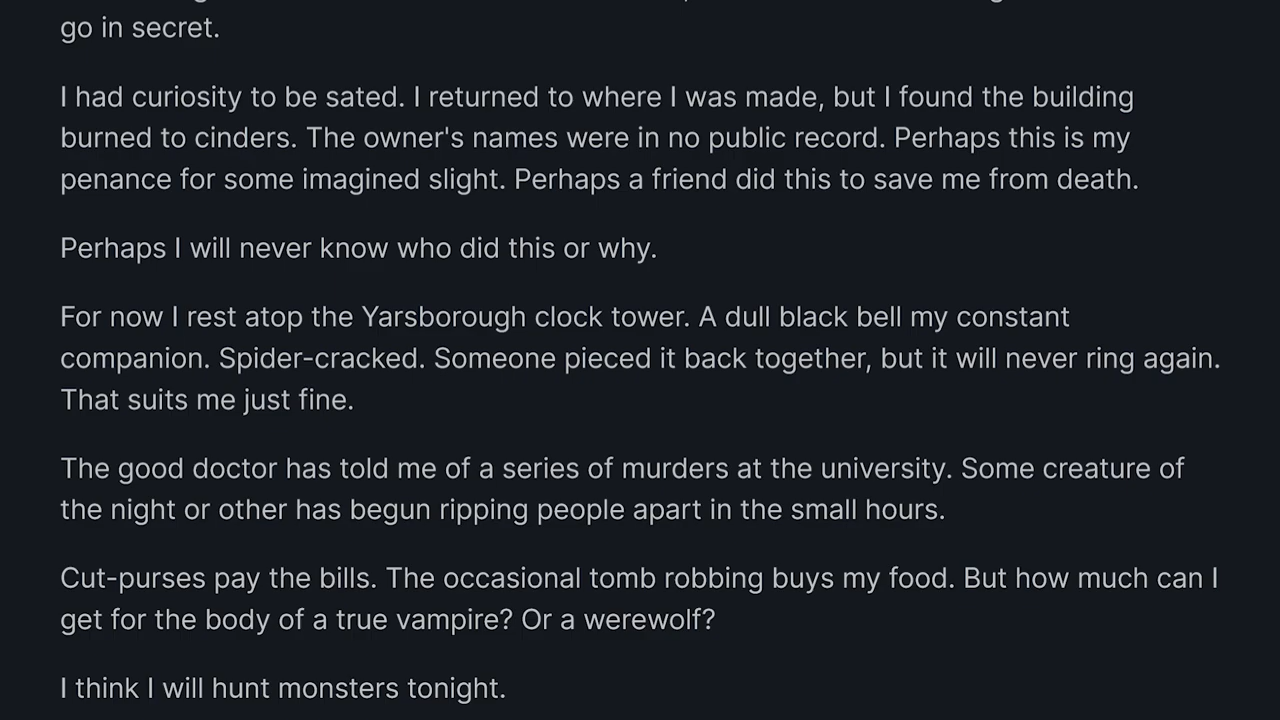 go in secret.
I had curiosity to be sated. I returned to where I was made, but I found the building
burned to cinders. The owner's names were in no public record. Perhaps this is my
penance for some imagined slight. Perhaps a friend did this to save me from death.
Perhaps I will never know who did this or why.
For now I rest atop the Yarsborough clock tower. A dull black bell my constant
companion. Spider-cracked. Someone pieced it back together, but it will never ring again.
That suits me just fine.
The good doctor has told me of a series of murders at the university. Some creature of
the night or other has begun ripping people apart in the small hours.
Cut-purses pay the bills. The occasional tomb robbing buys my food. But how much can I
get for the body of a true vampire? Or a werewolf?
I think I will hunt monsters tonight.